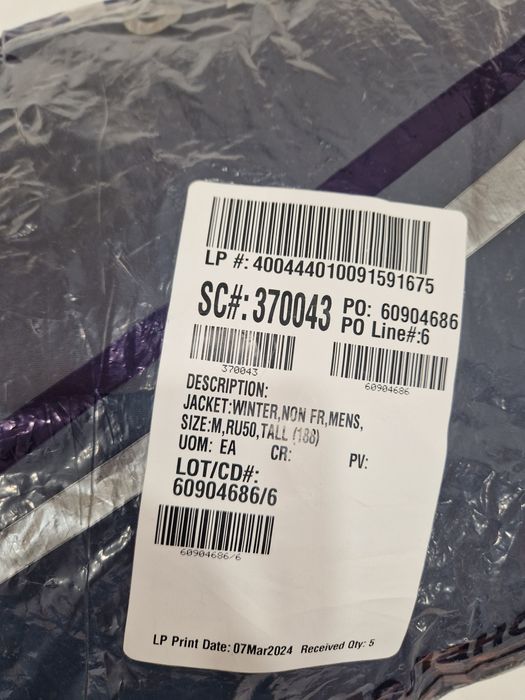 LP #: 400444010091591675
SC#: 370043 PO: 60904686
PO Line#:6
370043 60904686
DESCRIPTION:
JACKET:WINTER,NON FR,MENS,
SIZE:M,RU50,TALL (188)
UOM: EA CR: PV:
LOT/CD#:
60904686/6
60904686/6
LP Print Date: 07Mar2024 Received Qty: 5